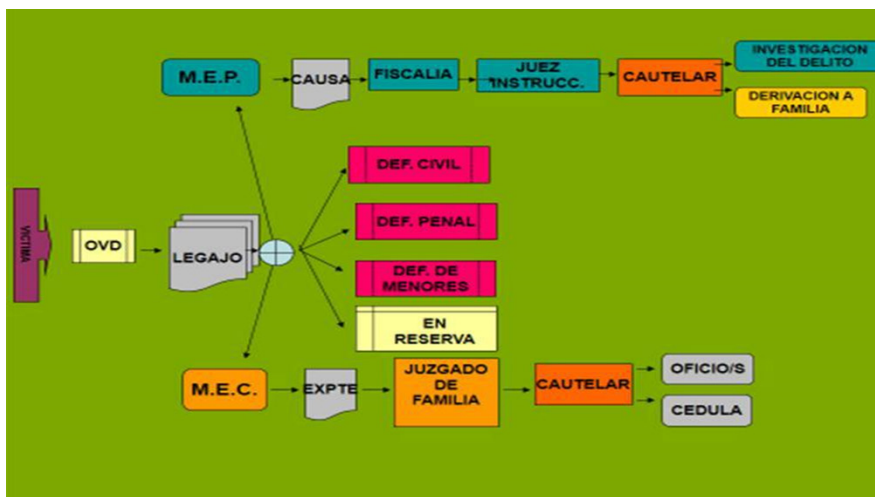 INVESTIGACION
DEL DELITO
M.E.P.
CAUSA
FISCALIA
JUEZ
INSTRUCC.
CAUTELAR
DERIVACION A
FAMILIA
DEF. CIVIL
VICTIMA
OVD
LEGAJO
DEF. PENAL
DEF. DE
MENORES
EN
RESERVA
M.E.C.
EXPTE
JUZGADO
DE
FAMILIA
CAUTELAR
OFICIO/S
CEDULA